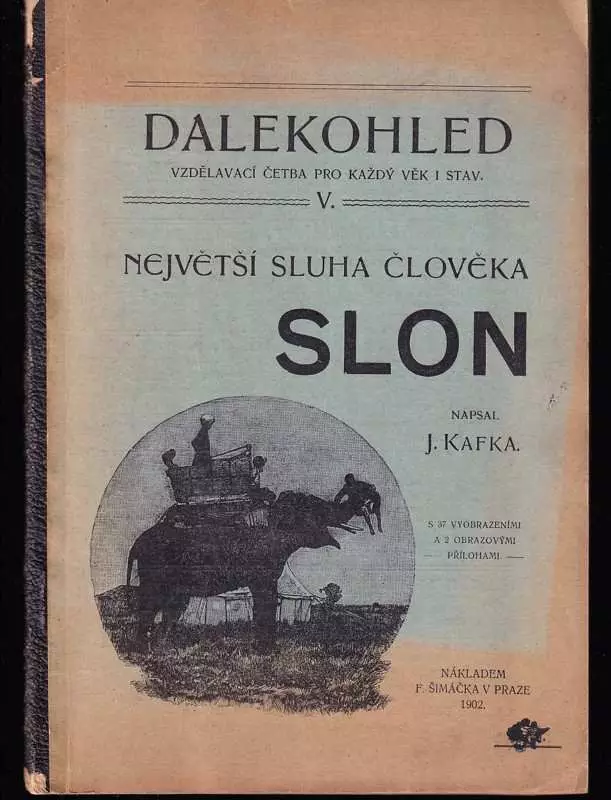 DALEKOHLED
VZDĚLAVACÍ ČETBA PRO KAŽDÝ VĚK I STAV.
V.
NEJVĚTŠÍ SLUHA ČLOVĚKA
SLON
NAPSAL
J. KAFKA.
S 37 VYOBRAZENÍMI
A 2 OBRAZOVÝMI
PŘÍLOHAMI
NÁKLADEM
F. ŠIMÁČKA V PRAZE
1902.